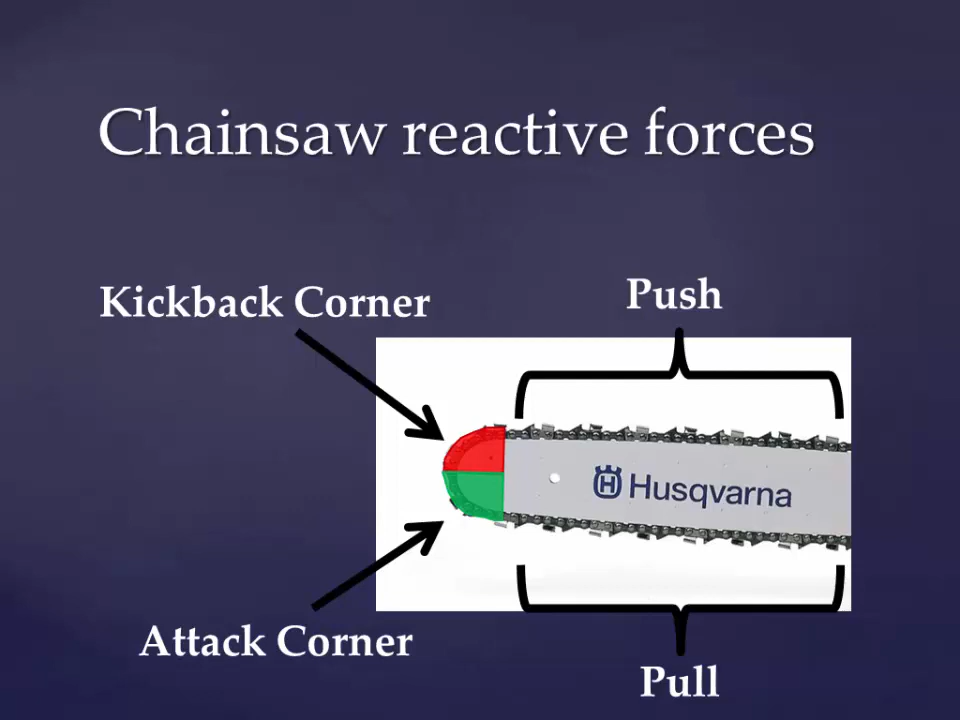 Chainsaw reactive forces
Kickback Corner
Push
H Husqvarna
Attack Corner
Pull